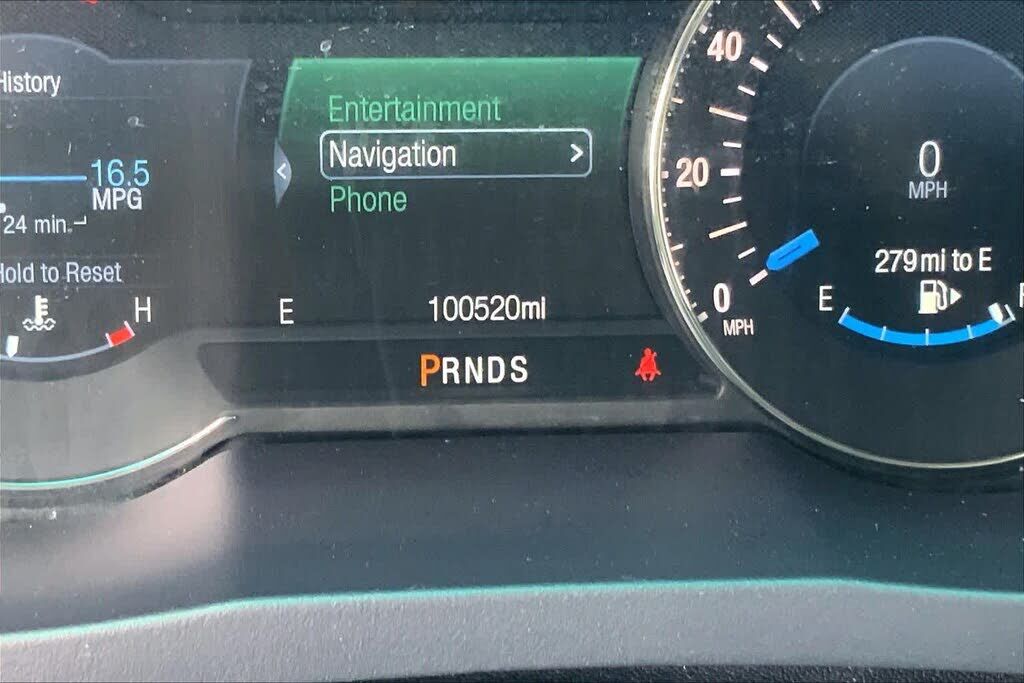 History
16.5
MPG
24 min.
Hold to Reset
H
Entertainment
Navigation >
Phone
E
100520mi
PRNDS
40
20
0
MPH
0
MPH
279mi to E
E